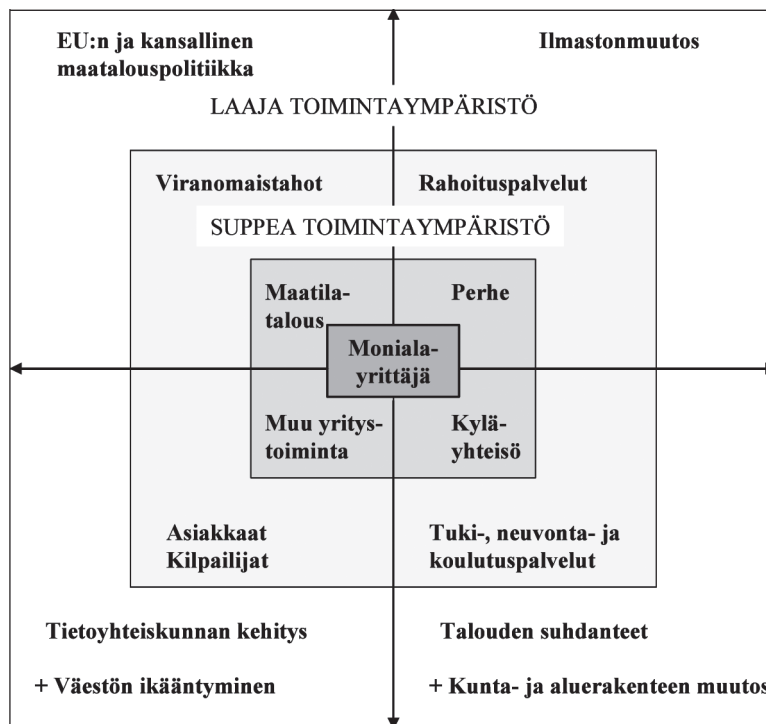 EU:n ja kansallinen
maatalouspolitiikka
Ilmastonmuutos
LAAJA TOIMINTAYMPÄRISTÖ
Viranomaistahot
Rahoituspalvelut
SUPPEA TOIMINTAYMPÄRISTÖ
Maatila-
talous
Perhe
Moniala-
yrittäjä
Muu yritys-
toiminta
Kylä-
yhteisö
Asiakkaat
Kilpailijat
Tuki-, neuvonta- ja
koulutuspalvelut
Tietoyhteiskunnan kehitys
+ Väestön ikääntyminen
Talouden suhdanteet
+ Kunta- ja aluerakenteen muutos